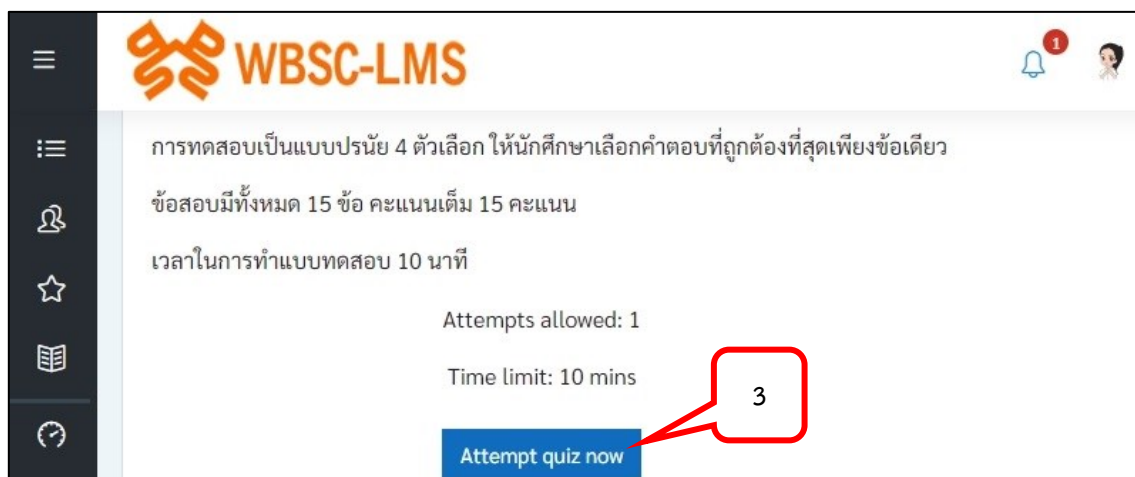 WBSC-LMS
1
การทดสอบเป็นแบบปรนัย 4 ตัวเลือก ให้นักศึกษาเลือกคำตอบที่ถูกต้องที่สุดเพียงข้อเดียว
ข้อสอบมีทั้งหมด 15 ข้อ คะแนนเต็ม 15 คะแนน
เวลาในการทำแบบทดสอบ 10 นาที
Attempts allowed: 1
Time limit: 10 mins
3
Attempt quiz now